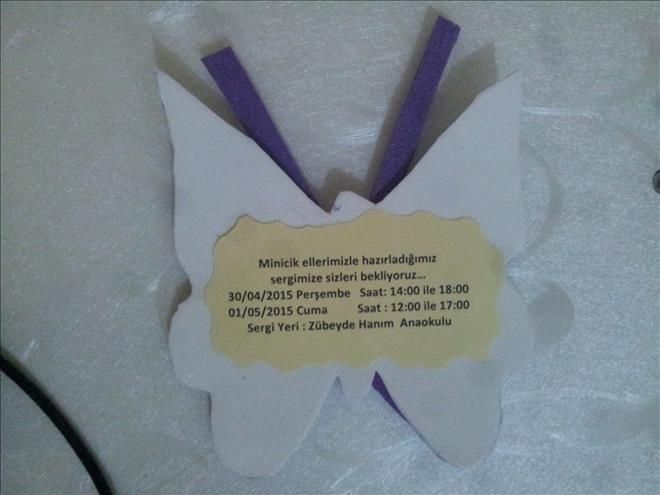 Minicik ellerimizle hazırladığımız
sergimize sizleri bekliyoruz...
30/04/2015 Perşembe Saat: 14:00 ile 18:00
01/05/2015 Cuma Saat : 12:00 ile 17:00
Sergi Yeri : Zübeyde Hanım Anaokulu